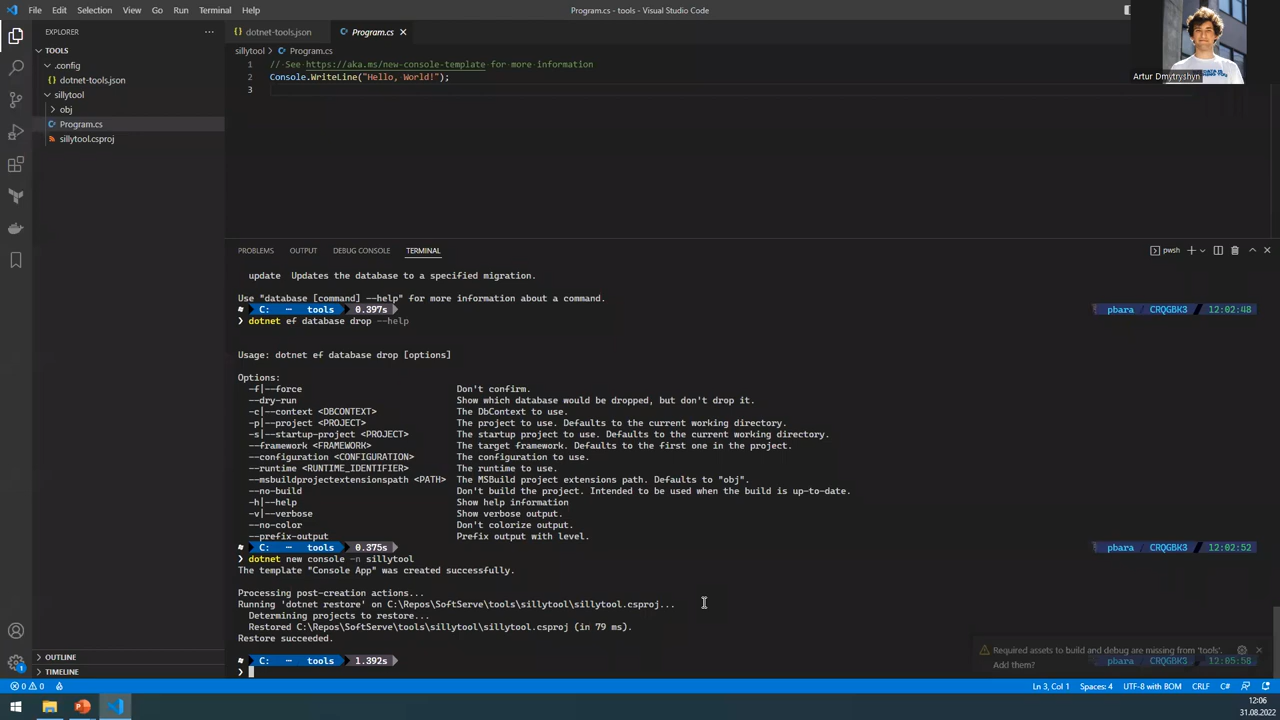 File Edit Selection View Go Run Terminal Help
Program.cs - tools - Visual Studio Code
Artur Dmytryshyn
EXPLORER
TOOLS
.config
dotnet-tools.json
sillytool
obj
Program.cs
sillytool.csproj
OUTLINE
TIMELINE
dotnet-tools.json
Program.cs
sillytool > Program.cs
1 // See https://aka.ms/new-console-template for more information
2 Console.WriteLine("Hello, World!");
3
PROBLEMS OUTPUT DEBUG CONSOLE TERMINAL
pwsh
update Updates the database to a specified migration.
Use "database [command] --help" for more information about a command.
C: tools 0.397s pbara CRQGBK3 12:02:48
❯ dotnet ef database drop --help
Usage: dotnet ef database drop [options]
Options:
-f|--force Don't confirm.
--dry-run Show which database would be dropped, but don't drop it.
-c|--context <DBCONTEXT> The DbContext to use.
-p|--project <PROJECT> The project to use. Defaults to the current working directory.
-s|--startup-project <PROJECT> The startup project to use. Defaults to the current working directory.
--framework <FRAMEWORK> The target framework. Defaults to the first one in the project.
--configuration <CONFIGURATION> The configuration to use.
--runtime <RUNTIME_IDENTIFIER> The runtime to use.
--msbuildprojectextensionspath <PATH> The MSBuild project extensions path. Defaults to "obj".
--no-build Don't build the project. Intended to be used when the build is up-to-date.
-h|--help Show help information
-v|--verbose Show verbose output.
--no-color Don't colorize output.
--prefix-output Prefix output with level.
C: tools 0.375s pbara CRQGBK3 12:02:52
❯ dotnet new console -n sillytool
The template "Console App" was created successfully.
Processing post-creation actions...
Running 'dotnet restore' on C:\Repos\SoftServe\tools\sillytool\sillytool.csproj...
Determining projects to restore...
Restored C:\Repos\SoftServe\tools\sillytool\sillytool.csproj (in 79 ms).
Restore succeeded.
C: tools 1.392s pbara CRQGBK3 12:05:58
❯
Required assets to build and debug are missing from 'tools'.
Add them?
0 0
Ln 3, Col 1 Spaces: 4 UTF-8 with BOM CRLF C#
12:06
31.08.2022